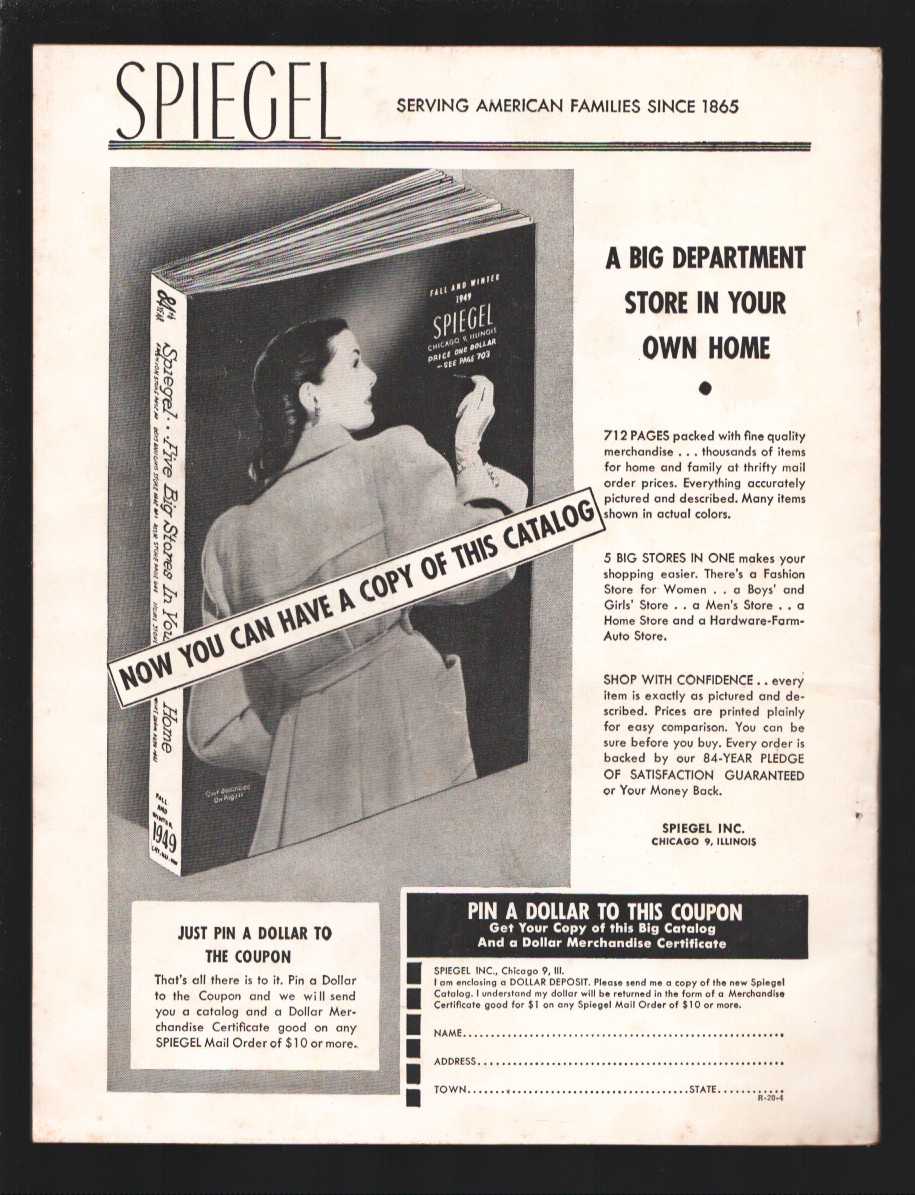 SPIEGEL
SERVING AMERICAN FAMILIES SINCE 1865
FALL AND WINTER
1949
SPIEGEL
CHICAGO 9, ILLINOIS
PRICE ONE DOLLAR
—SEE PAGE 703
84th
YEAR
Spiegel . . Five Big Stores In You
Home
FALL
AND
WINTER
1949
NOW YOU CAN HAVE A COPY OF THIS CATALOG
Coat Described
On Page
A BIG DEPARTMENT
STORE IN YOUR
OWN HOME
712 PAGES packed with fine quality
merchandise . . . thousands of items
for home and family at thrifty mail
order prices. Everything accurately
pictured and described. Many items
shown in actual colors.
5 BIG STORES IN ONE makes your
shopping easier. There's a Fashion
Store for Women . . a Boys' and
Girls' Store . . a Men's Store . . a
Home Store and a Hardware-Farm-
Auto Store.
SHOP WITH CONFIDENCE . . every
item is exactly as pictured and de-
scribed. Prices are printed plainly
for easy comparison. You can be
sure before you buy. Every order is
backed by our 84-YEAR PLEDGE
OF SATISFACTION GUARANTEED
or Your Money Back.
SPIEGEL INC.
CHICAGO 9, ILLINOIS
JUST PIN A DOLLAR TO
THE COUPON
That's all there is to it. Pin a Dollar
to the Coupon and we will send
you a catalog and a Dollar Mer-
chandise Certificate good on any
SPIEGEL Mail Order of $10 or more.
PIN A DOLLAR TO THIS COUPON
Get Your Copy of this Big Catalog
And a Dollar Merchandise Certificate
SPIEGEL INC., Chicago 9, Ill.
I am enclosing a DOLLAR DEPOSIT. Please send me a copy of the new Spiegel
Catalog. I understand my dollar will be returned in the form of a Merchandise
Certificate good for $1 on any Spiegel Mail Order of $10 or more.
NAME
ADDRESS
TOWN STATE
R-20-4